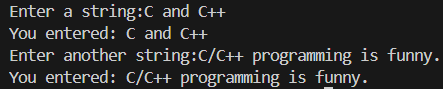 Enter a string:C and C++
You entered: C and C++
Enter another string:C/C++ programming is funny.
You entered: C/C++ programming is funny.